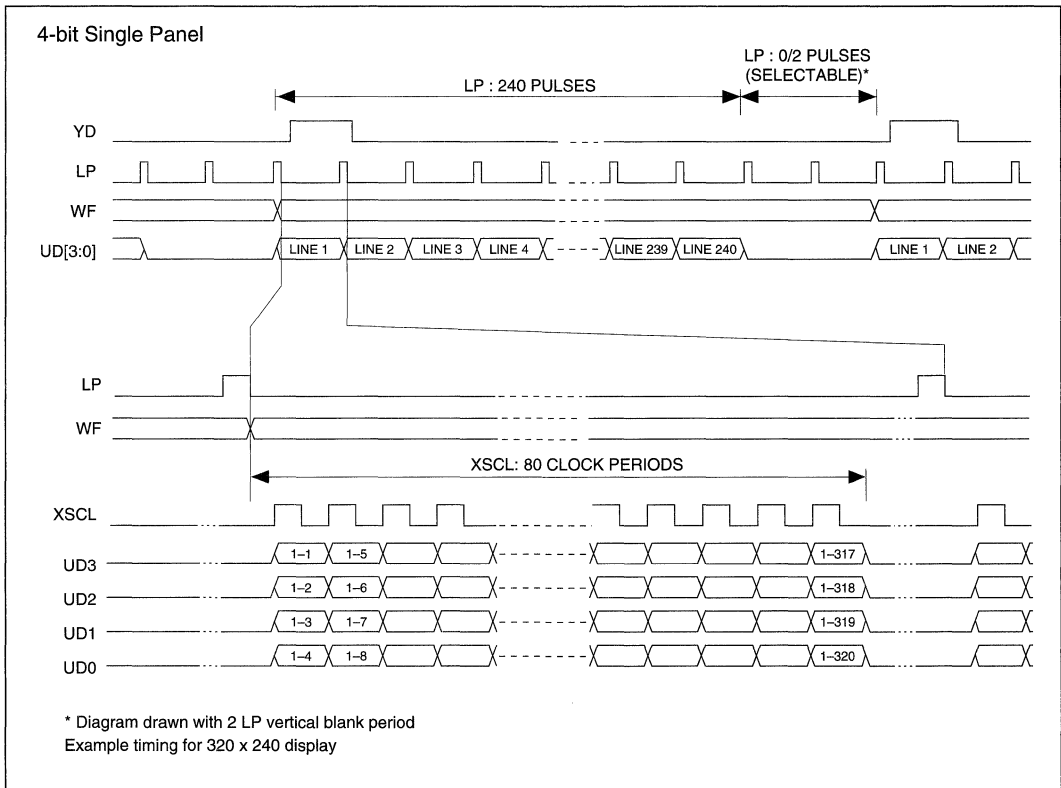 4-bit Single Panel
LP : 240 PULSES
LP : 0/2 PULSES
(SELECTABLE)*
YD
LP
WF
UD[3:0]
LINE 1 LINE 2 LINE 3 LINE 4 LINE 239 LINE 240 LINE 1 LINE 2
LP
WF
XSCL: 80 CLOCK PERIODS
XSCL
UD3 1–1 1–5 1–317
UD2 1–2 1–6 1–318
UD1 1–3 1–7 1–319
UD0 1–4 1–8 1–320
* Diagram drawn with 2 LP vertical blank period
Example timing for 320 x 240 display